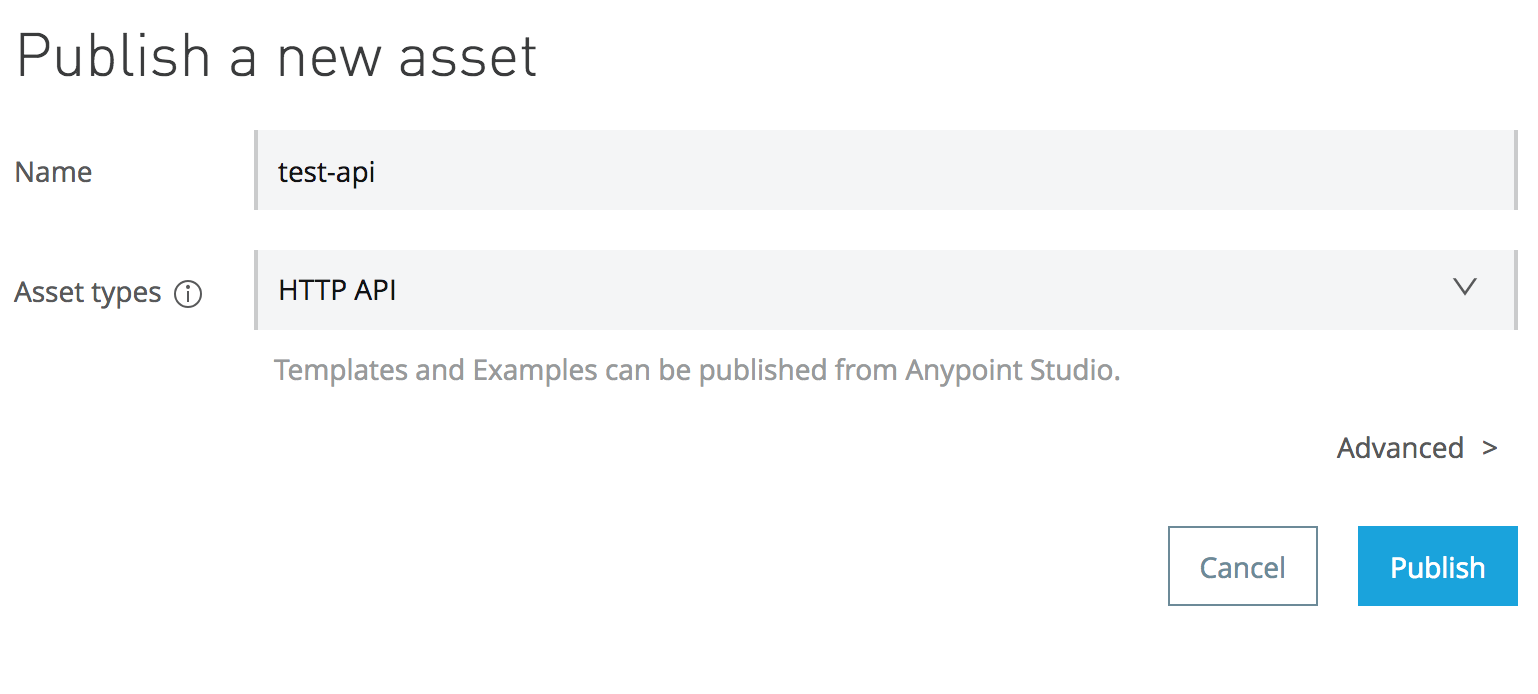 Publish a new asset
Name
test-api
Asset types
HTTP API
Templates and Examples can be published from Anypoint Studio.
Advanced >
Cancel
Publish